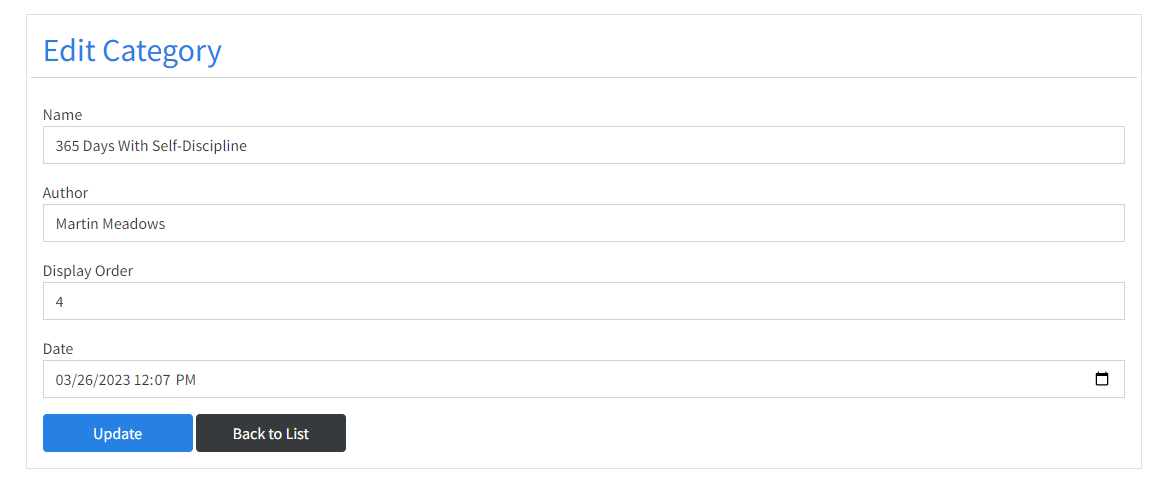 Edit Category
Name
365 Days With Self-Discipline
Author
Martin Meadows
Display Order
4
Date
03/26/2023 12:07 PM
Update Back to List